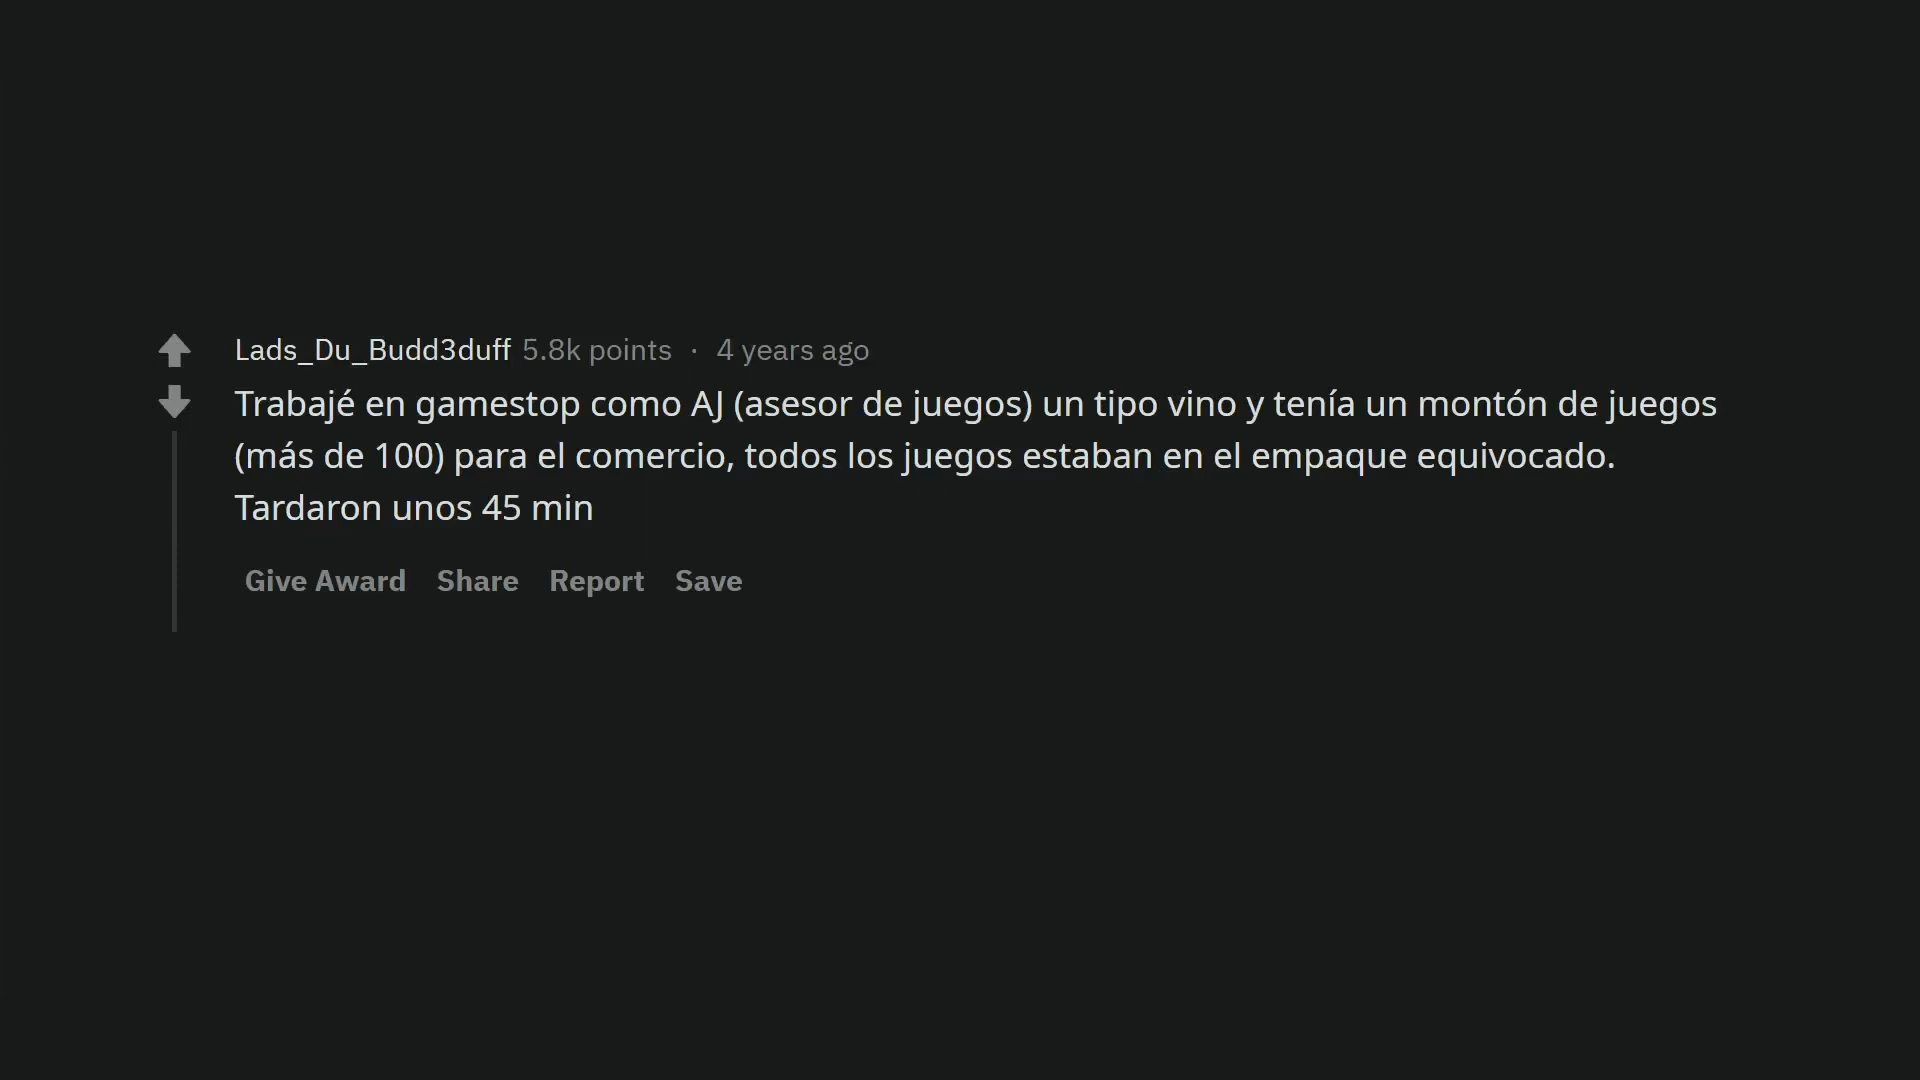 Lads_Du_Budd3duff 5.8k points · 4 years ago
Trabajé en gamestop como AJ (asesor de juegos) un tipo vino y tenía un montón de juegos
(más de 100) para el comercio, todos los juegos estaban en el empaque equivocado.
Tardaron unos 45 min
Give Award Share Report Save